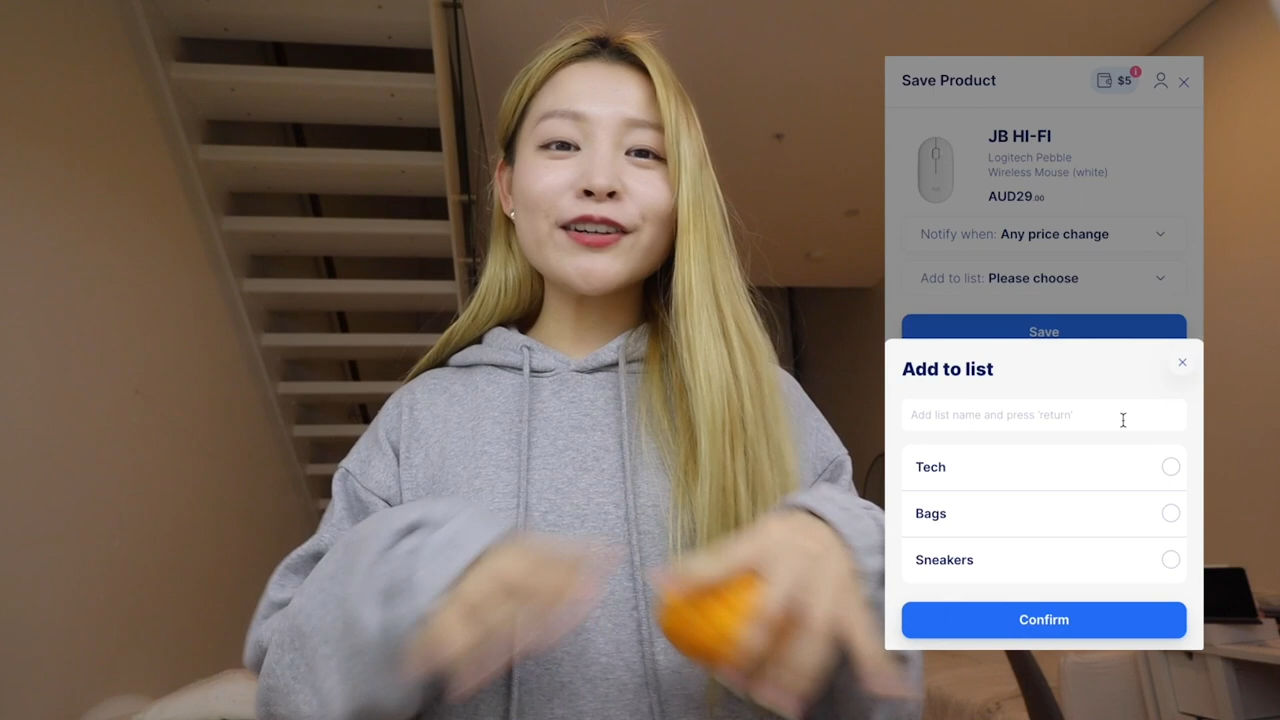 Save Product
$5
i
JB HI-FI
Logitech Pebble
Wireless Mouse (white)
AUD29.00
Notify when: Any price change
Add to list: Please choose
Save
Add to list
Add list name and press 'return'
Tech
Bags
Sneakers
Confirm